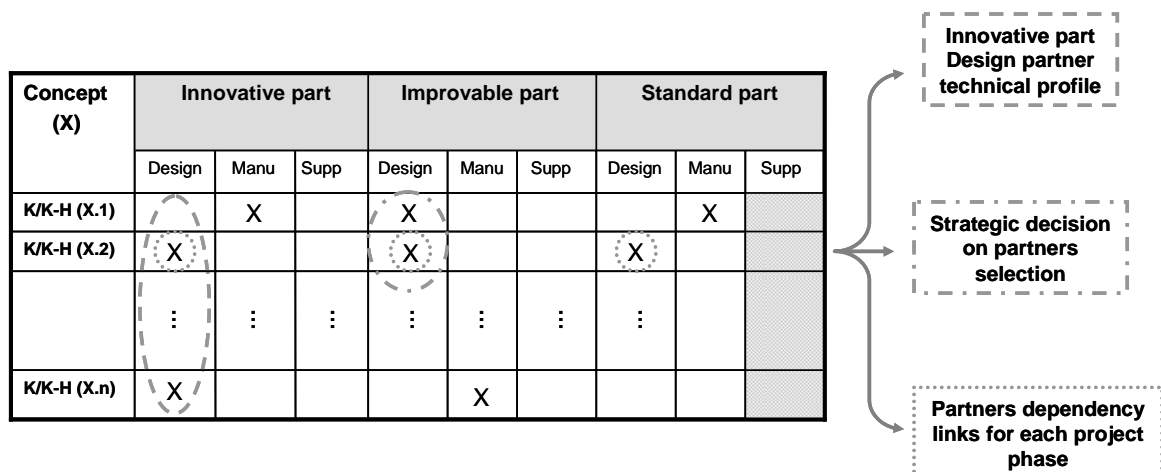 Innovative part
Design partner
technical profile
Concept (X) Innovative part Improvable part Standard part
Design Manu Supp Design Manu Supp Design Manu Supp
K/K-H (X.1) X X X
K/K-H (X.2) X X X
⋮ ⋮ ⋮ ⋮ ⋮ ⋮ ⋮
K/K-H (X.n) X X
Strategic decision
on partners
selection
Partners dependency
links for each project
phase